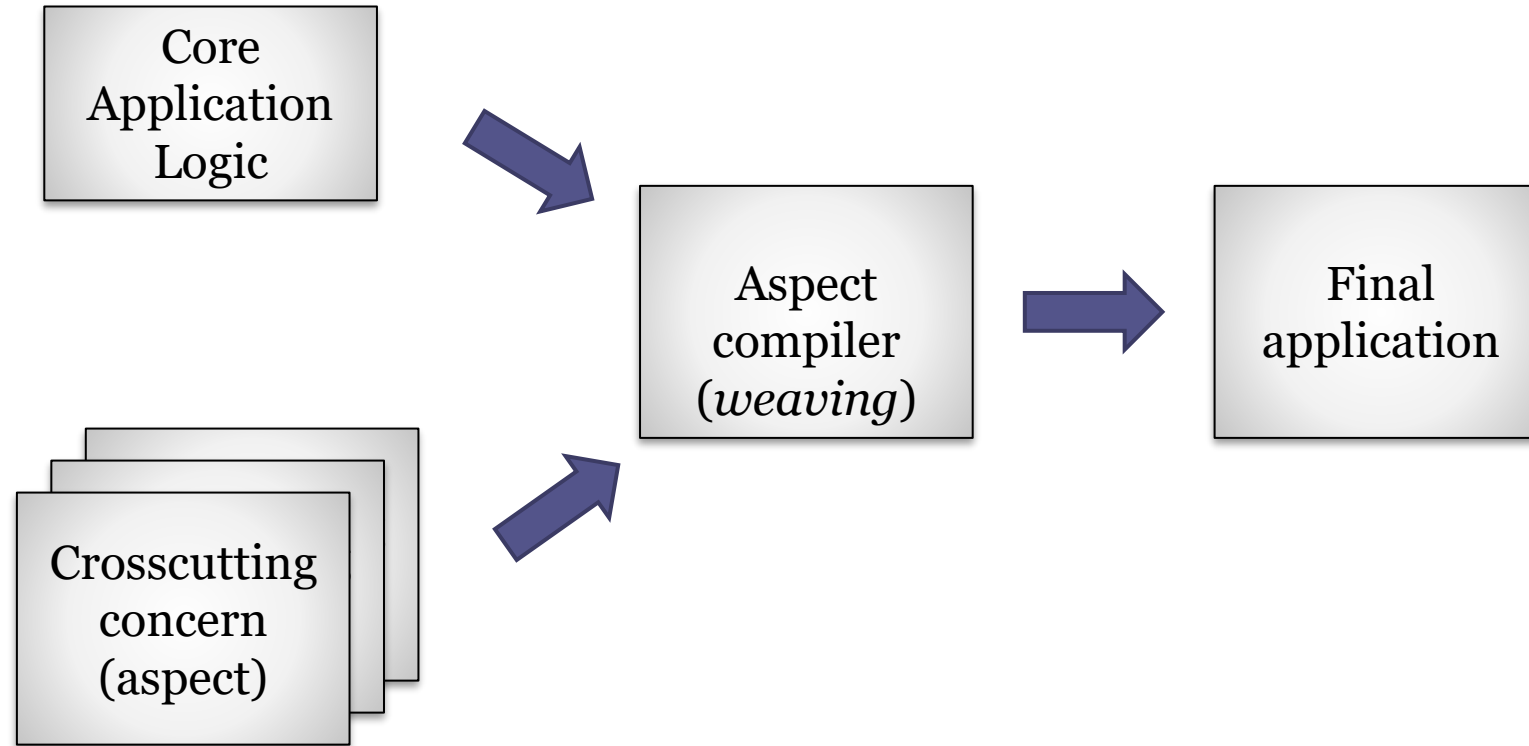 Core
Application
Logic
Aspect
compiler
(weaving)
Final
application
Crosscutting
concern
(aspect)